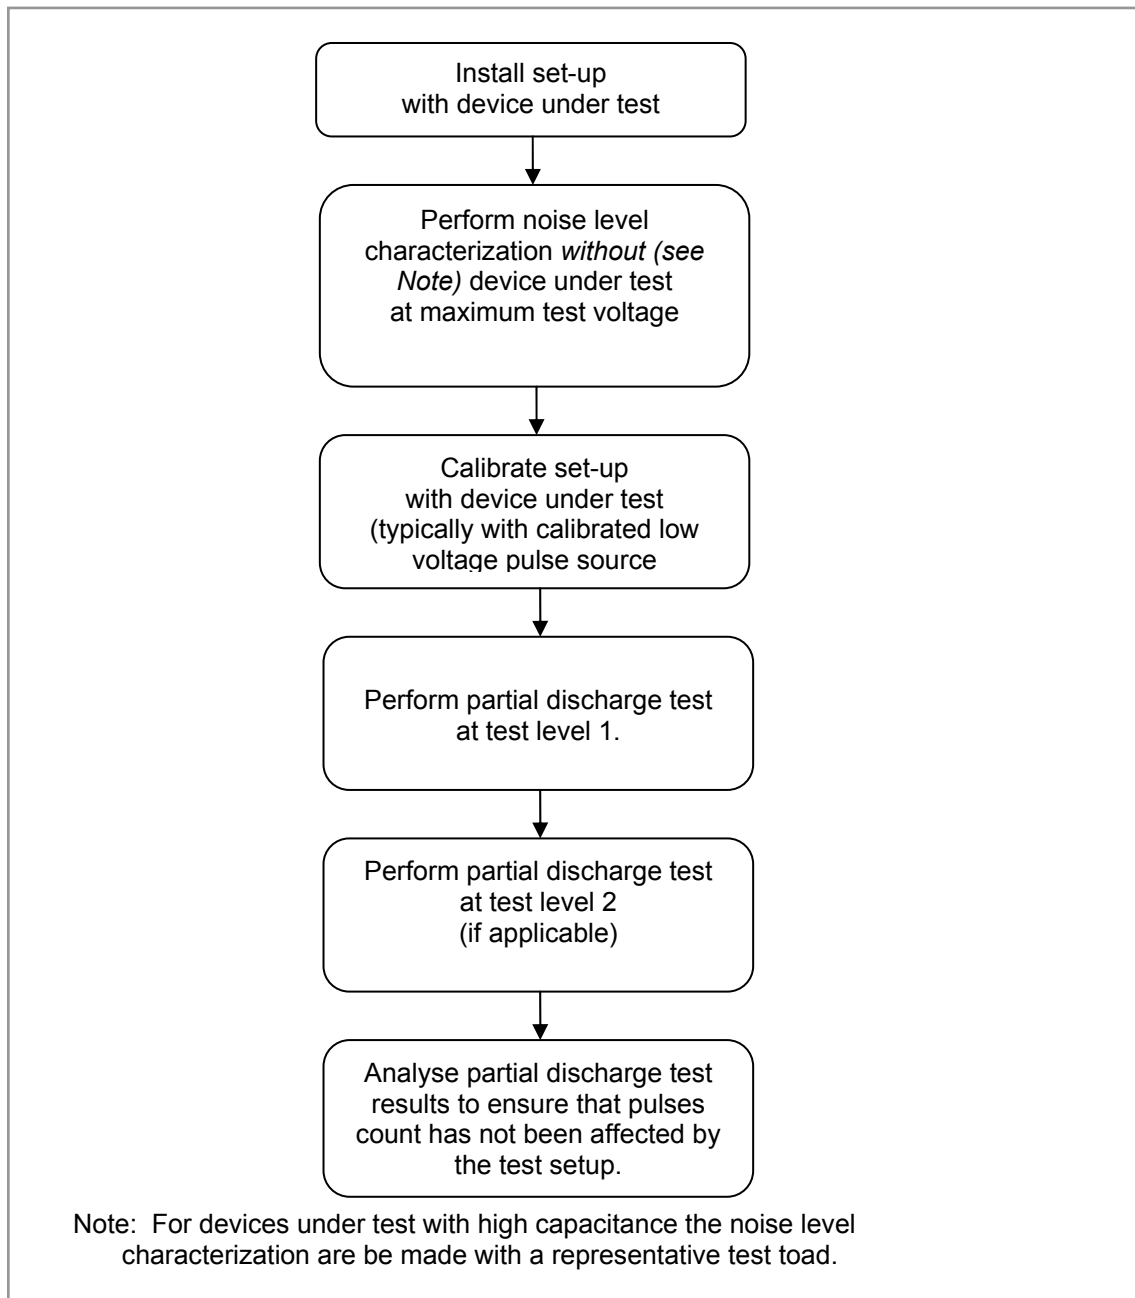 Install set-up
with device under test
Perform noise level
characterization without (see
Note) device under test
at maximum test voltage
Calibrate set-up
with device under test
(typically with calibrated low
voltage pulse source
Perform partial discharge test
at test level 1.
Perform partial discharge test
at test level 2
(if applicable)
Analyse partial discharge test
results to ensure that pulses
count has not been affected by
the test setup.
Note: For devices under test with high capacitance the noise level
characterization are be made with a representative test toad.